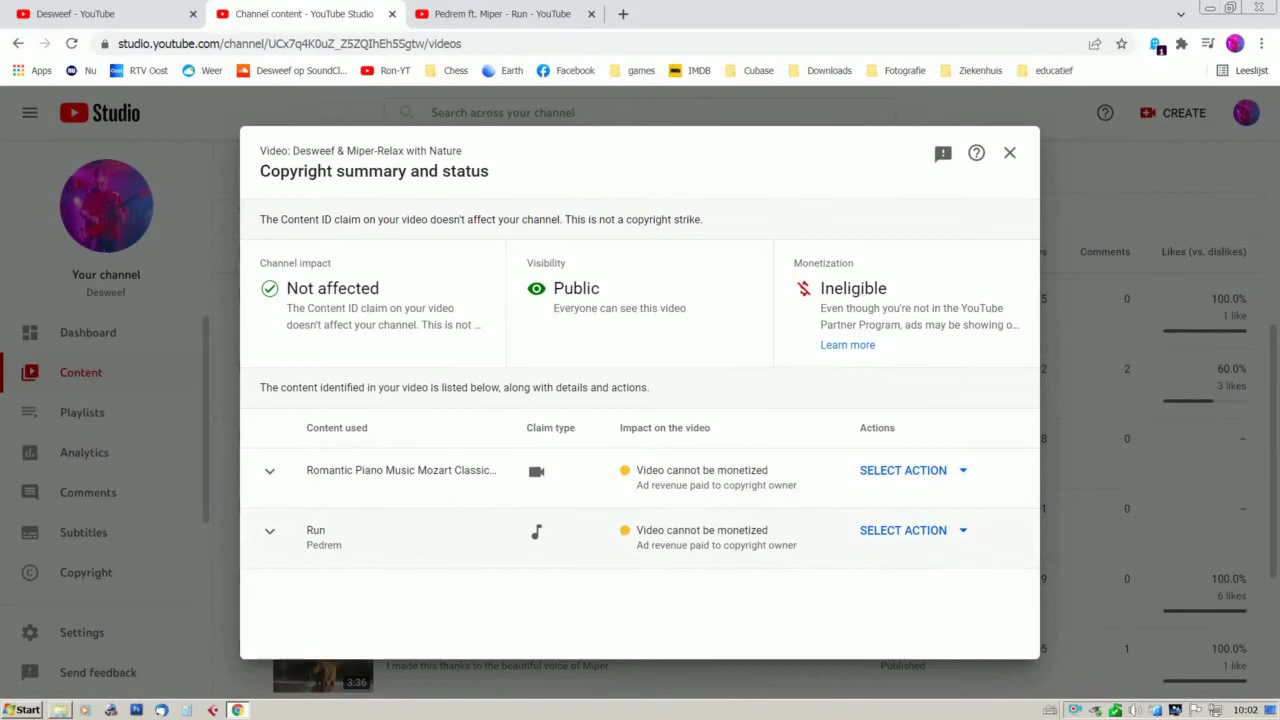 Desweef - YouTube
Channel content - YouTube Studio
Pedrem ft. Miper - Run - YouTube
studio.youtube.com/channel/UCx7q4K0uZ_Z5ZQIhEh5Sgtw/videos
1
Apps
Nu
RTV Oost
Weer
Desweef op SoundCl...
Ron-YT
Chess
Earth
Facebook
games
IMDB
Cubase
Downloads
Fotografie
Ziekenhuis
educatief
Leeslijst
Studio
Search across your channel
CREATE
Your channel
Desweef
Dashboard
Content
Playlists
Analytics
Comments
Subtitles
Copyright
Settings
Send feedback
Video: Desweef & Miper-Relax with Nature
Copyright summary and status
The Content ID claim on your video doesn't affect your channel. This is not a copyright strike.
Channel impact
Not affected
The Content ID claim on your video
doesn't affect your channel. This is not ...
Visibility
Public
Everyone can see this video
Monetization
Ineligible
Even though you're not in the YouTube
Partner Program, ads may be showing o...
Learn more
The content identified in your video is listed below, along with details and actions.
Content used
Claim type
Impact on the video
Actions
Romantic Piano Music Mozart Classic...
Video cannot be monetized
Ad revenue paid to copyright owner
SELECT ACTION
Run
Pedrem
Video cannot be monetized
Ad revenue paid to copyright owner
SELECT ACTION
Comments
Likes (vs. dislikes)
0
100.0%
1 like
2
60.0%
3 likes
0
–
0
–
0
100.0%
6 likes
1
100.0%
1 like
I made this thanks to the beautiful voice of Miper
Published
3:36
Start
10:02